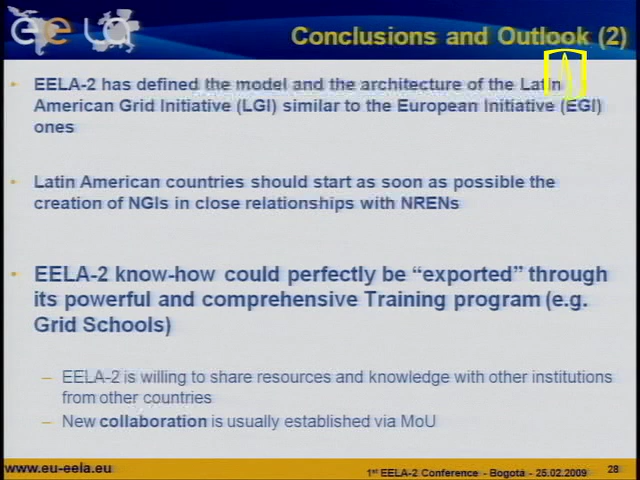 eela
Conclusions and Outlook (2)
EELA-2 has defined the model and the architecture of the Latin
American Grid Initiative (LGI) similar to the European Initiative (EGI)
ones
Latin American countries should start as soon as possible the
creation of NGIs in close relationships with NRENs
EELA-2 know-how could perfectly be “exported” through
its powerful and comprehensive Training program (e.g.
Grid Schools)
– EELA-2 is willing to share resources and knowledge with other institutions
from other countries
– New collaboration is usually established via MoU
www.eu-eela.eu
1st EELA-2 Conference - Bogotá - 25.02.2009
28